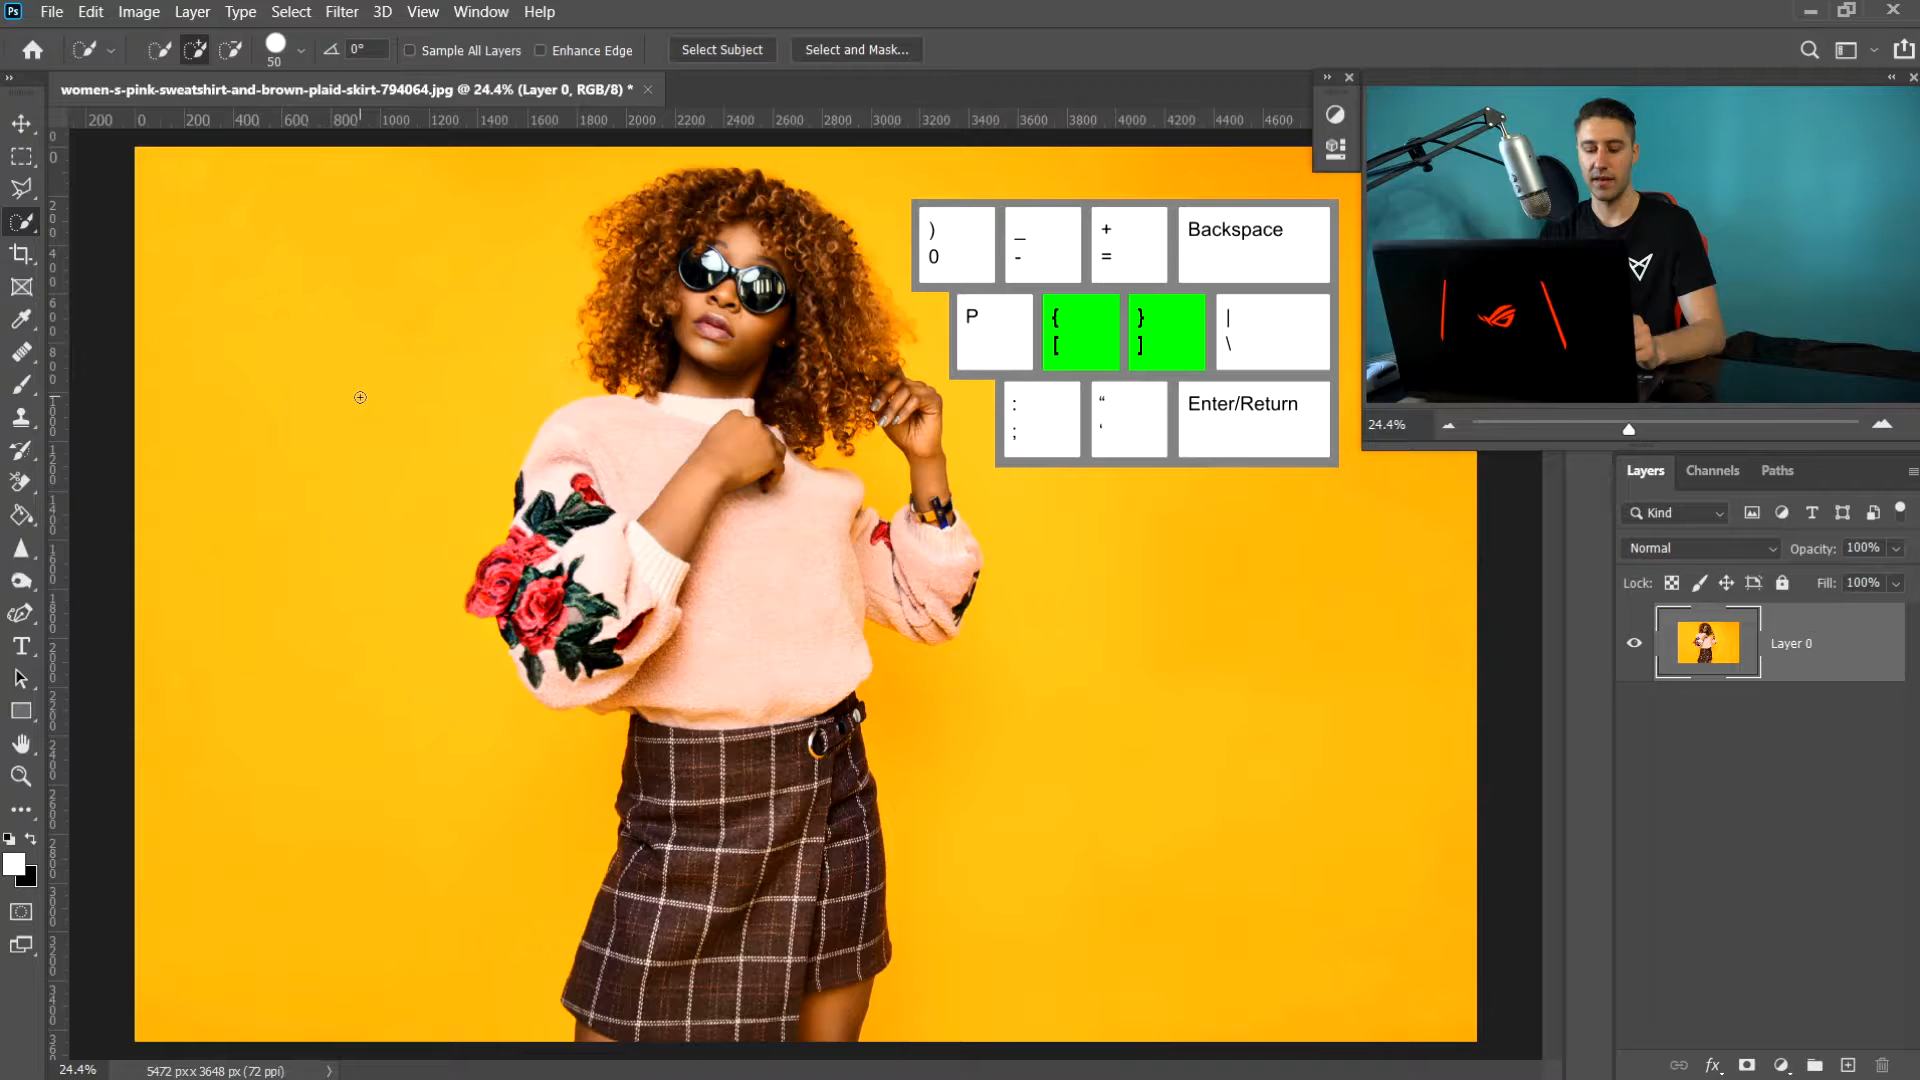 Ps File Edit Image Layer Type Select Filter 3D View Window Help
50 0° Sample All Layers Enhance Edge Select Subject Select and Mask...
women-s-pink-sweatshirt-and-brown-plaid-skirt-794064.jpg @ 24.4% (Layer 0, RGB/8) *
200 0 200 400 600 800 1000 1200 1400 1600 1800 2000 2200 2400 2600 2800 3000 3200 3400 3600 3800 4000 4200 4400 4600
) 0
_ -
+ =
Backspace
P
{ [
} ]
| \
: ;
“ ‘
Enter/Return
24.4%
Layers Channels Paths
Kind
Normal Opacity: 100%
Lock: Fill: 100%
Layer 0
T
fx
24.4% 5472 px x 3648 px (72 ppi)